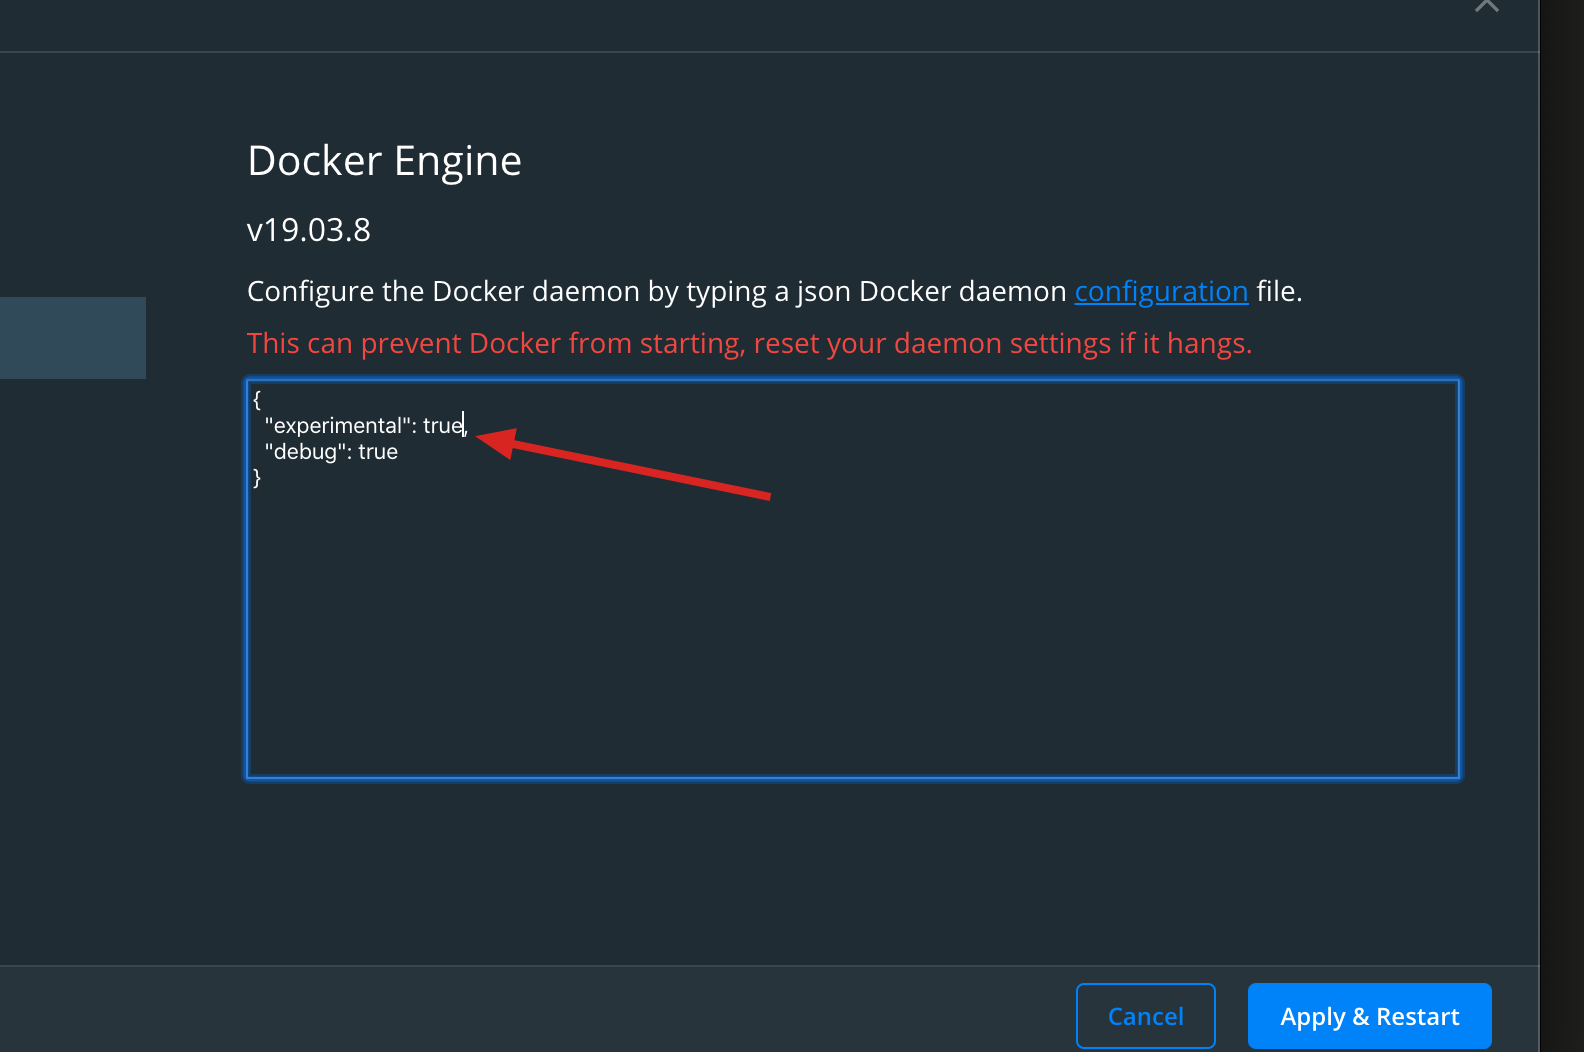 Docker Engine
v19.03.8
Configure the Docker daemon by typing a json Docker daemon configuration file.
This can prevent Docker from starting, reset your daemon settings if it hangs.
{
  "experimental": true,
  "debug": true
}
Cancel
Apply & Restart